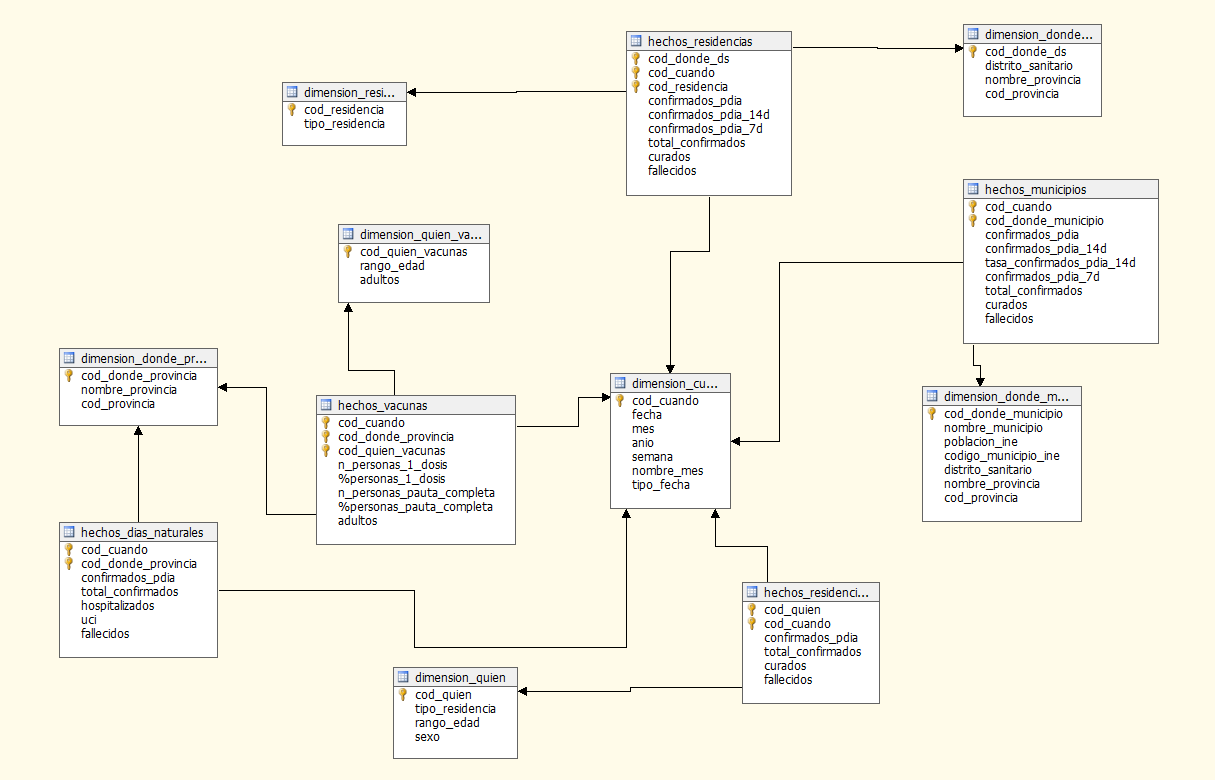 hechos_residencias
cod_donde_ds
cod_cuando
cod_residencia
confirmados_pdia
confirmados_pdia_14d
confirmados_pdia_7d
total_confirmados
curados
fallecidos
dimension_donde...
cod_donde_ds
distrito_sanitario
nombre_provincia
cod_provincia
dimension_resi...
cod_residencia
tipo_residencia
hechos_municipios
cod_cuando
cod_donde_municipio
confirmados_pdia
confirmados_pdia_14d
tasa_confirmados_pdia_14d
confirmados_pdia_7d
total_confirmados
curados
fallecidos
dimension_quien_va...
cod_quien_vacunas
rango_edad
adultos
dimension_donde_pr...
cod_donde_provincia
nombre_provincia
cod_provincia
hechos_vacunas
cod_cuando
cod_donde_provincia
cod_quien_vacunas
n_personas_1_dosis
%personas_1_dosis
n_personas_pauta_completa
%personas_pauta_completa
adultos
dimension_cu...
cod_cuando
fecha
mes
anio
semana
nombre_mes
tipo_fecha
dimension_donde_m...
cod_donde_municipio
nombre_municipio
poblacion_ine
codigo_municipio_ine
distrito_sanitario
nombre_provincia
cod_provincia
hechos_dias_naturales
cod_cuando
cod_donde_provincia
confirmados_pdia
total_confirmados
hospitalizados
uci
fallecidos
hechos_residenci...
cod_quien
cod_cuando
confirmados_pdia
total_confirmados
curados
fallecidos
dimension_quien
cod_quien
tipo_residencia
rango_edad
sexo